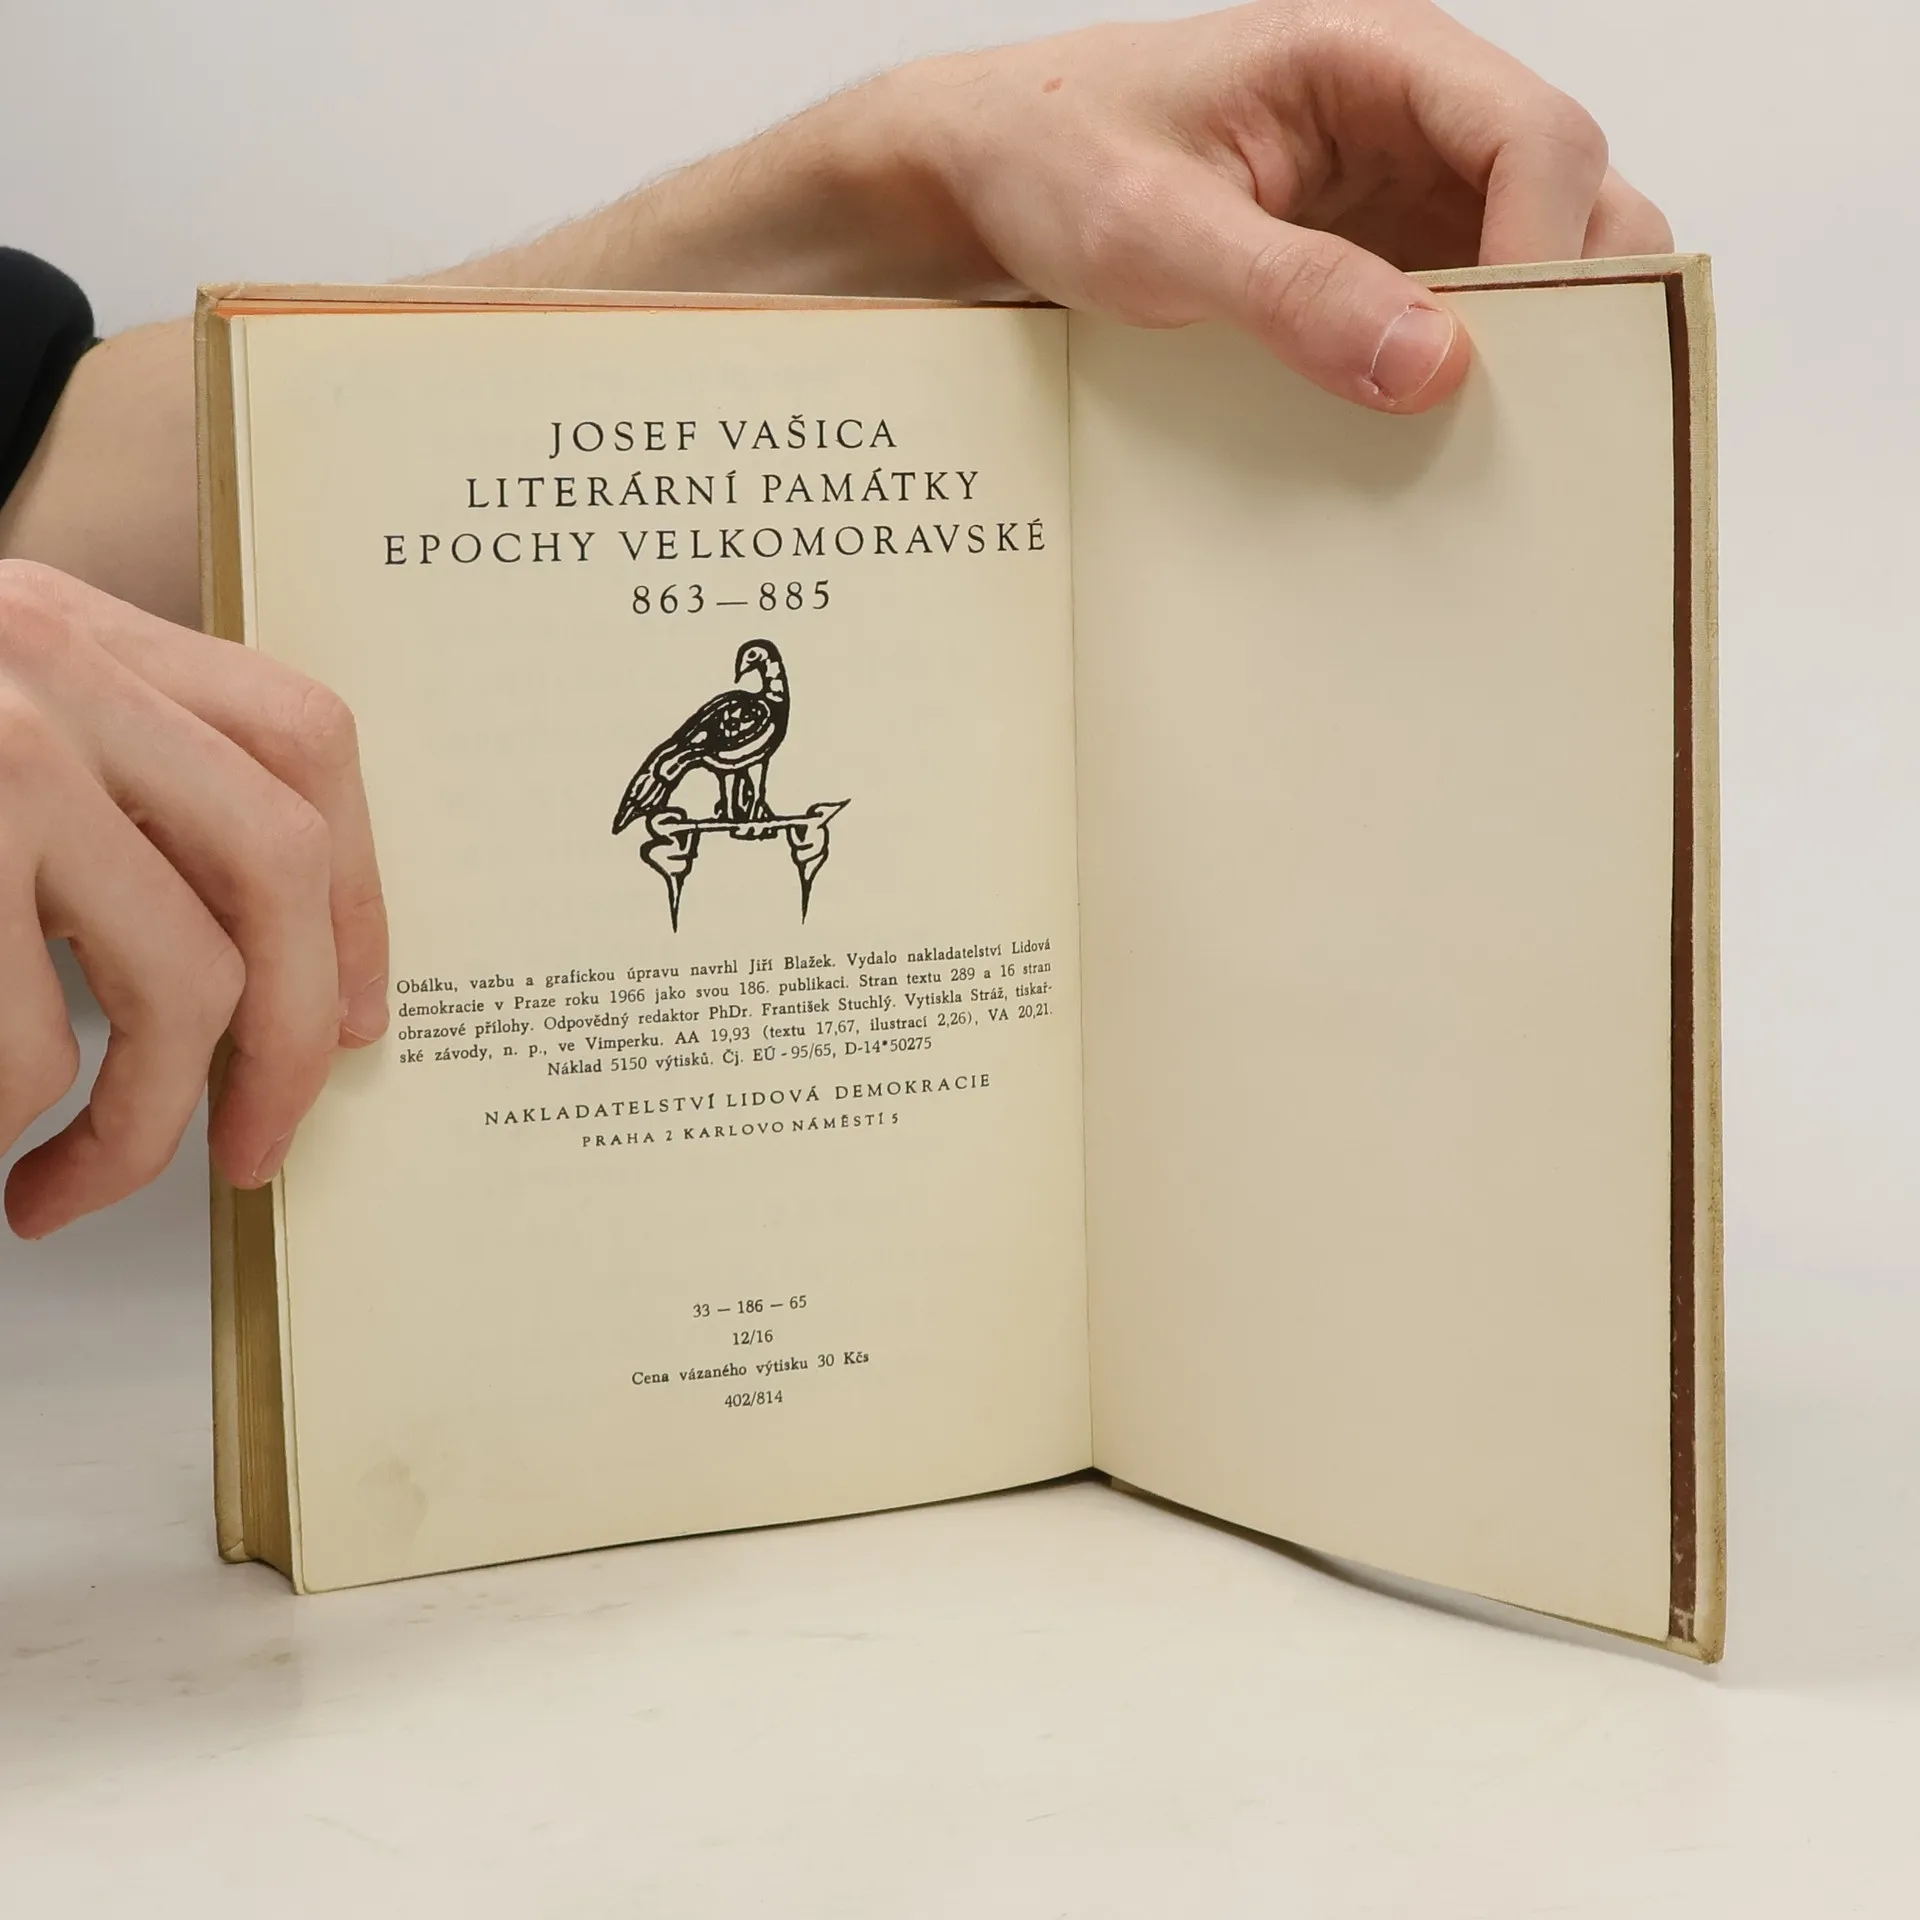 JOSEF VAŠICA
LITERÁRNÍ PAMÁTKY
EPOCHY VELKOMORAVSKÉ
863 — 885
Obálku, vazbu a grafickou úpravu navrhl Jiří Blažek. Vydalo nakladatelství Lidová
demokracie v Praze roku 1966 jako svou 186. publikaci. Stran textu 289 a 16 stran
obrazové přílohy. Odpovědný redaktor PhDr. František Stuchlý. Vytiskla Stráž, tiskař-
ské závody, n. p., ve Vimperku. AA 19,93 (textu 17,67, ilustrací 2,26), VA 20,21.
Náklad 5150 výtisků. Čj. EÚ - 95/65, D-14*50275
NAKLADATELSTVÍ LIDOVÁ DEMOKRACIE
PRAHA 2 KARLOVO NÁMĚSTÍ 5
33 — 186 — 65
12/16
Cena vázaného výtisku 30 Kčs
402/814